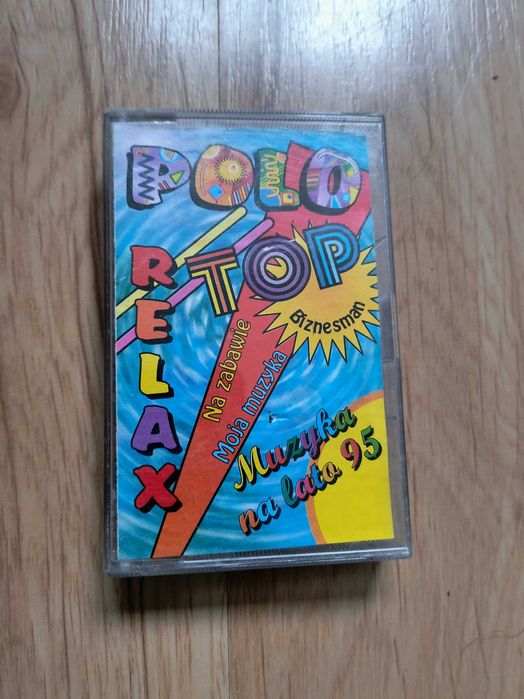 POLO
TOP
RELAX
Biznesman
Na zabawie
Moja muzyka
Muzyka
na lato 95